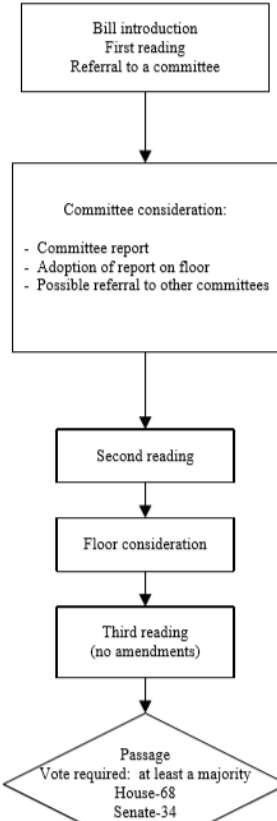 Bill introduction
First reading
Referral to a committee
Committee consideration:
- Committee report
- Adoption of report on floor
- Possible referral to other committees
Second reading
Floor consideration
Third reading
(no amendments)
Passage
Vote required: at least a majority
House-68
Senate-34